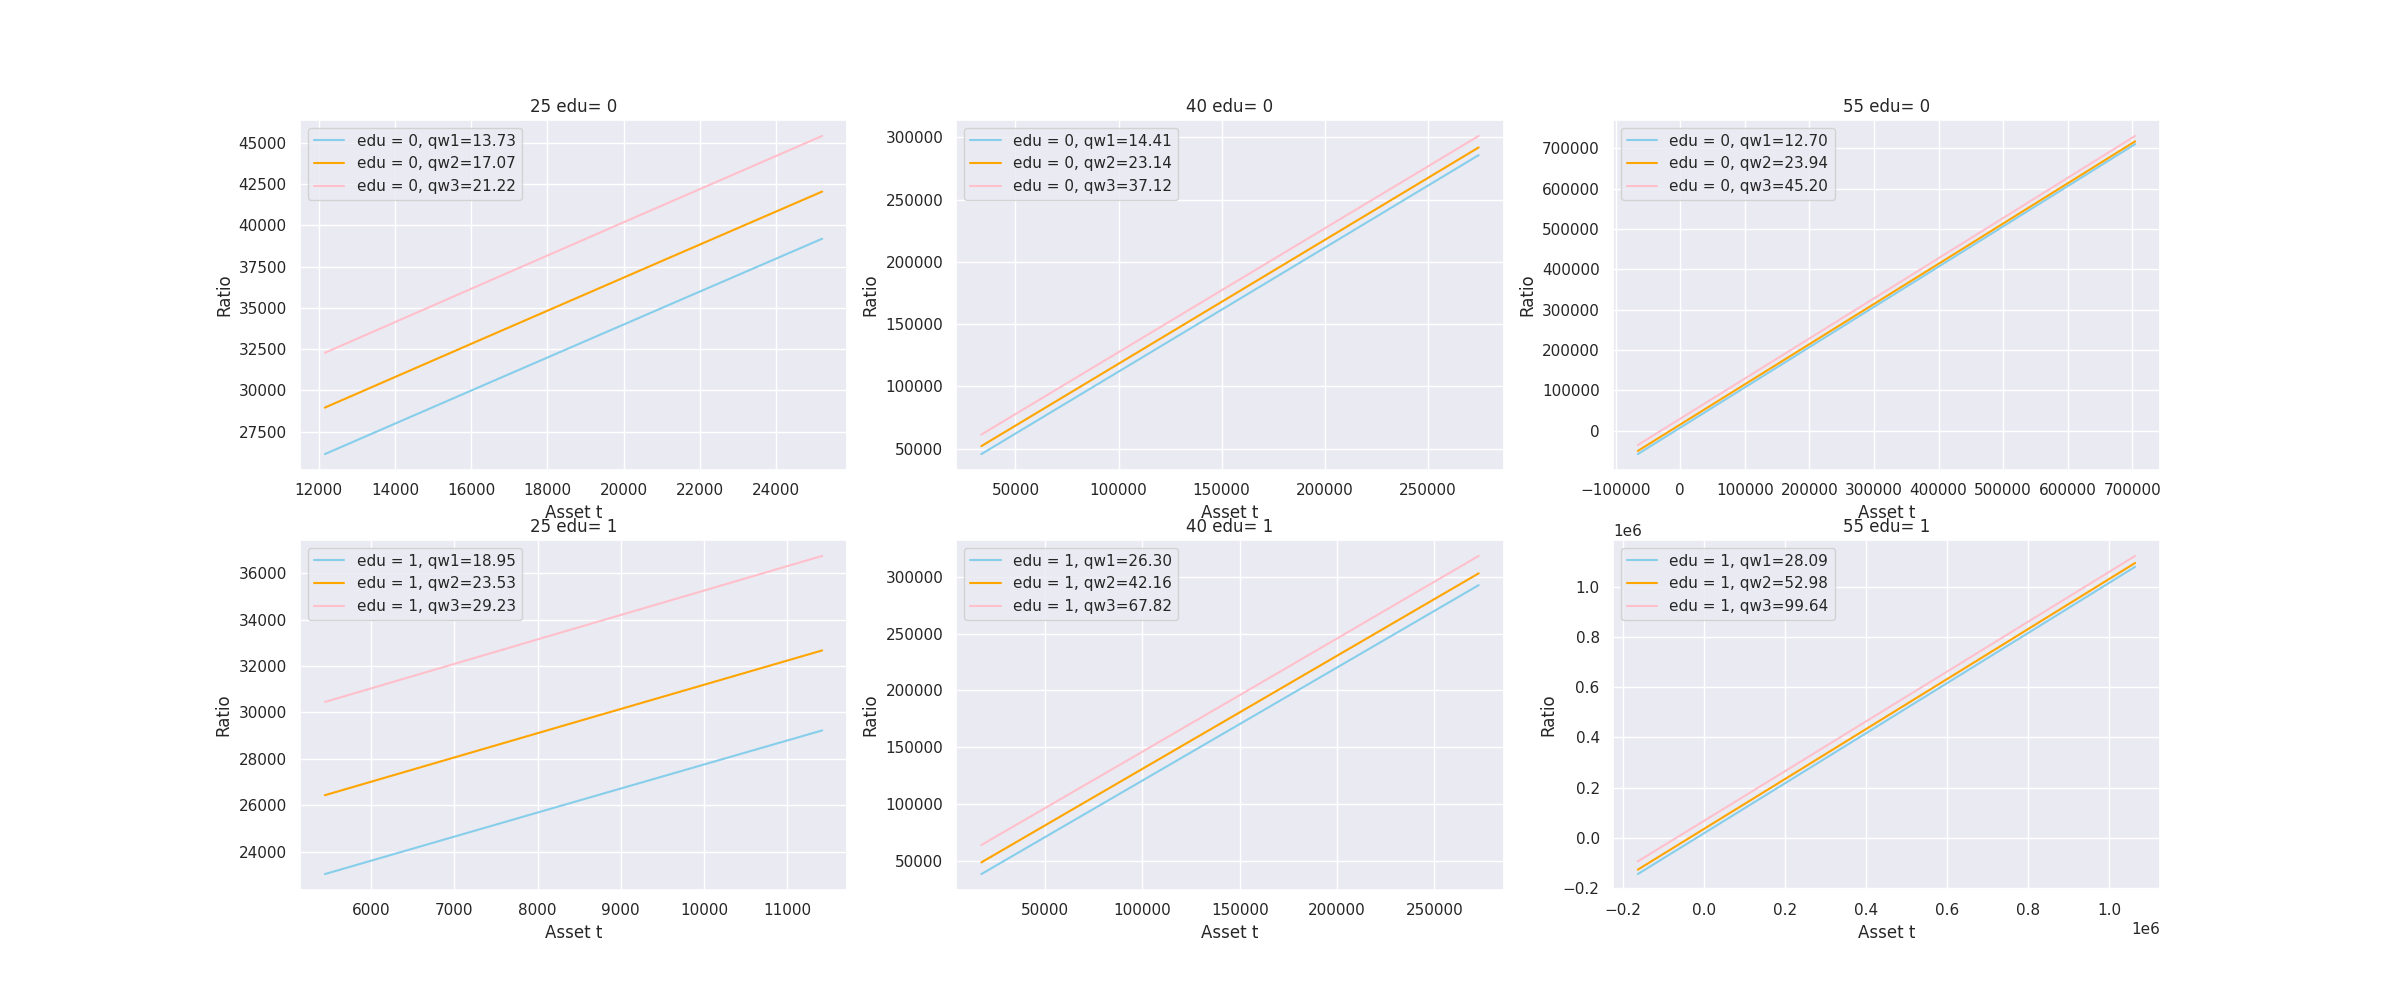 25 edu= 0
edu = 0, qw1=13.73
edu = 0, qw2=17.07
edu = 0, qw3=21.22
45000
42500
40000
37500
35000
32500
30000
27500
Ratio
12000 14000 16000 18000 20000 22000 24000
Asset t
40 edu= 0
edu = 0, qw1=14.41
edu = 0, qw2=23.14
edu = 0, qw3=37.12
300000
250000
200000
150000
100000
50000
Ratio
50000 100000 150000 200000 250000
Asset t
55 edu= 0
edu = 0, qw1=12.70
edu = 0, qw2=23.94
edu = 0, qw3=45.20
700000
600000
500000
400000
300000
200000
100000
0
Ratio
−100000 0 100000 200000 300000 400000 500000 600000 700000
Asset t
25 edu= 1
edu = 1, qw1=18.95
edu = 1, qw2=23.53
edu = 1, qw3=29.23
36000
34000
32000
30000
28000
26000
24000
Ratio
6000 7000 8000 9000 10000 11000
Asset t
40 edu= 1
edu = 1, qw1=26.30
edu = 1, qw2=42.16
edu = 1, qw3=67.82
300000
250000
200000
150000
100000
50000
Ratio
50000 100000 150000 200000 250000
Asset t
55 edu= 1
1e6
edu = 1, qw1=28.09
edu = 1, qw2=52.98
edu = 1, qw3=99.64
1.0
0.8
0.6
0.4
0.2
0.0
−0.2
Ratio
−0.2 0.0 0.2 0.4 0.6 0.8 1.0
1e6
Asset t